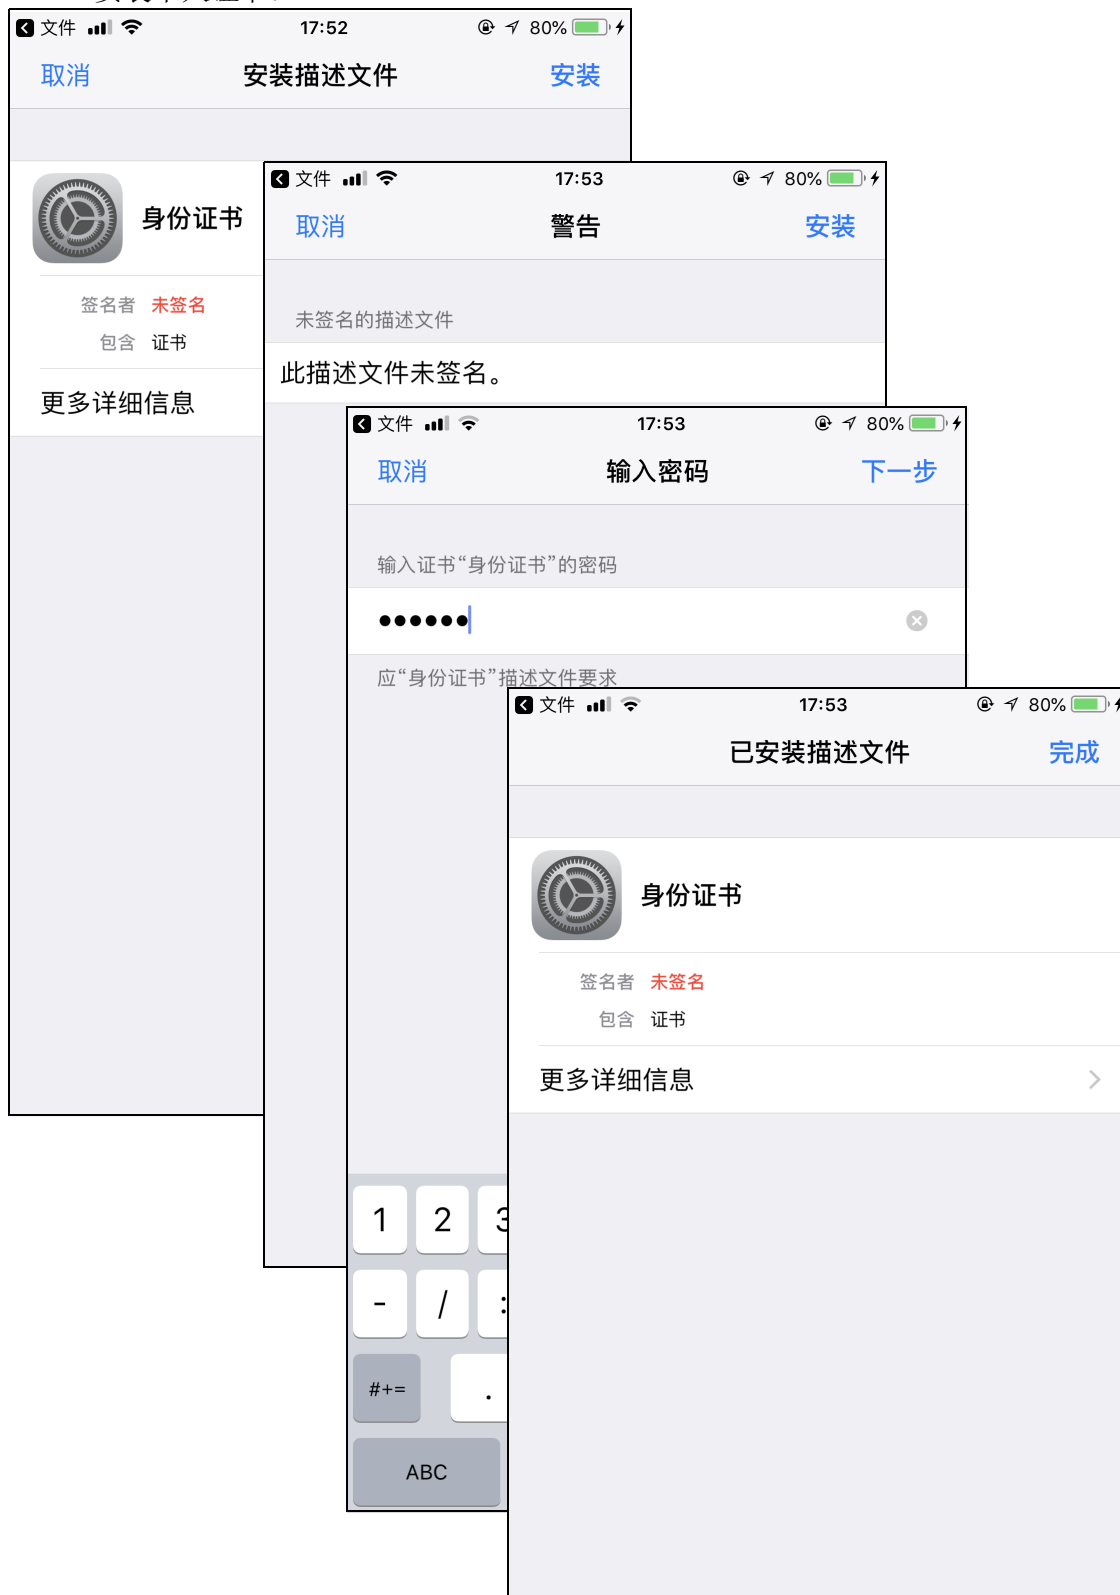 文件 17:52 80%
取消 安装描述文件 安装
身份证书
签名者 未签名
包含 证书
更多详细信息
文件 17:53 80%
取消 警告 安装
未签名的描述文件
此描述文件未签名。
文件 17:53 80%
取消 输入密码 下一步
输入证书“身份证书”的密码
●●●●●●
应“身份证书”描述文件要求
1 2 3
- / :
#+= .
ABC
文件 17:53 80%
已安装描述文件 完成
身份证书
签名者 未签名
包含 证书
更多详细信息